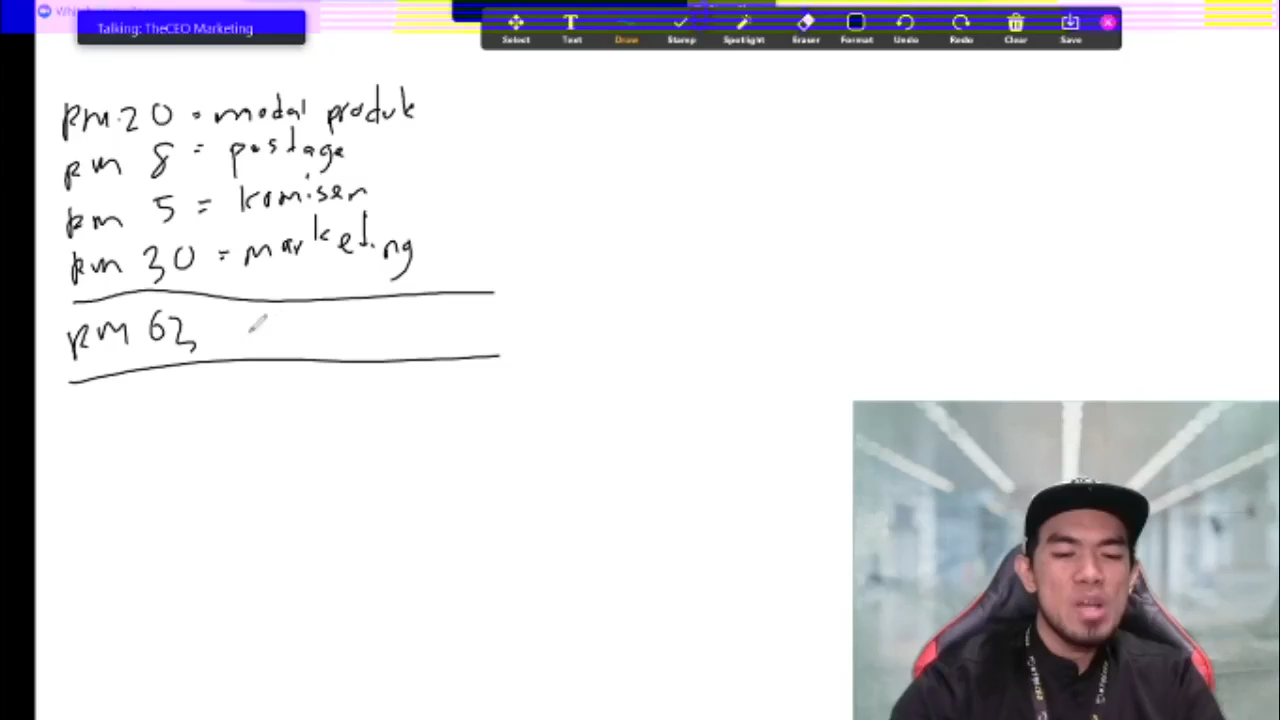 Talking: TheCEO Marketing
Select Text Draw Stamp Spotlight Eraser Format Undo Redo Clear Save
RM 20 = modal produk
RM 8 = postage
RM 5 = komisen
RM 30 = marketing
RM 63